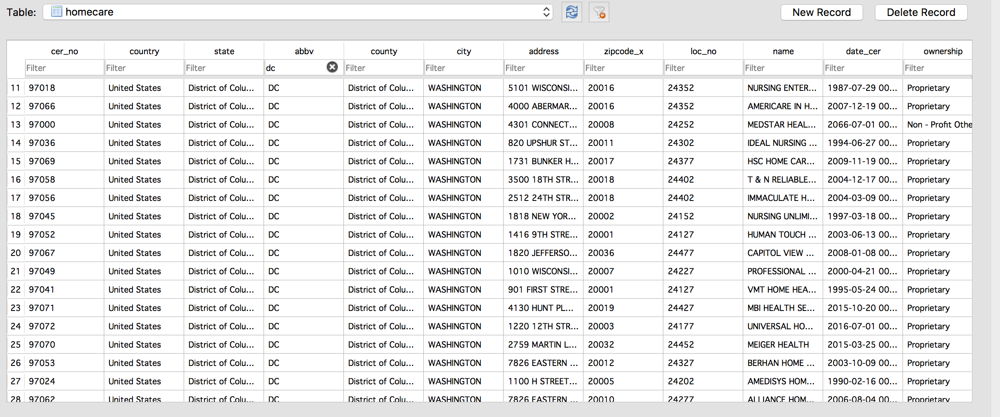 Table: homecare New Record Delete Record
cer_no country state abbv county city address zipcode_x loc_no name date_cer ownership
Filter Filter Filter dc Filter Filter Filter Filter Filter Filter Filter Filter
11 97018 United States District of Colu... DC District of Colu... WASHINGTON 5101 WISCONSI... 20016 24352 NURSING ENTER... 1987-07-29 00... Proprietary
12 97066 United States District of Colu... DC District of Colu... WASHINGTON 4000 ABERMAR... 20016 24352 AMERICARE IN H... 2007-12-19 00... Proprietary
13 97000 United States District of Colu... DC District of Colu... WASHINGTON 4301 CONNECT... 20008 24252 MEDSTAR HEAL... 2066-07-01 00... Non - Profit Othe
14 97036 United States District of Colu... DC District of Colu... WASHINGTON 820 UPSHUR ST... 20011 24302 IDEAL NURSING ... 1994-06-27 00... Proprietary
15 97069 United States District of Colu... DC District of Colu... WASHINGTON 1731 BUNKER H... 20017 24377 HSC HOME CAR... 2009-11-19 00... Proprietary
16 97058 United States District of Colu... DC District of Colu... WASHINGTON 3500 18TH STR... 20018 24402 T & N RELIABLE... 2004-12-17 00... Proprietary
17 97056 United States District of Colu... DC District of Colu... WASHINGTON 2512 24TH STR... 20018 24402 IMMACULATE H... 2004-03-09 00... Proprietary
18 97045 United States District of Colu... DC District of Colu... WASHINGTON 1818 NEW YOR... 20002 24152 NURSING UNLIMI... 1997-03-18 00... Proprietary
19 97052 United States District of Colu... DC District of Colu... WASHINGTON 1416 9TH STRE... 20001 24127 HUMAN TOUCH ... 2003-06-13 00... Proprietary
20 97067 United States District of Colu... DC District of Colu... WASHINGTON 1820 JEFFERSO... 20036 24477 CAPITOL VIEW ... 2008-01-08 00... Proprietary
21 97049 United States District of Colu... DC District of Colu... WASHINGTON 1010 WISCONSI... 20007 24227 PROFESSIONAL ... 2000-04-21 00... Proprietary
22 97041 United States District of Colu... DC District of Colu... WASHINGTON 901 FIRST STRE... 20001 24127 VMT HOME HEA... 1995-05-24 00... Proprietary
23 97071 United States District of Colu... DC District of Colu... WASHINGTON 4130 HUNT PL... 20019 24427 MBI HEALTH SE... 2015-10-20 00... Proprietary
24 97072 United States District of Colu... DC District of Colu... WASHINGTON 1220 12TH STR... 20003 24177 UNIVERSAL HO... 2016-07-01 00... Proprietary
25 97070 United States District of Colu... DC District of Colu... WASHINGTON 2759 MARTIN L... 20032 24452 MEIGER HEALTH 2015-03-25 00... Proprietary
26 97053 United States District of Colu... DC District of Colu... WASHINGTON 7826 EASTERN ... 20012 24327 BERHAN HOME ... 2003-10-09 00... Proprietary
27 97024 United States District of Colu... DC District of Colu... WASHINGTON 1100 H STREET... 20005 24202 AMEDISYS HOM... 1990-02-16 00... Proprietary
28 97062 United States District of Colu... DC District of Colu... WASHINGTON 7826 EASTERN ... 20010 24277 ALLIANCE HOM... 2006-08-04 00... Proprietary